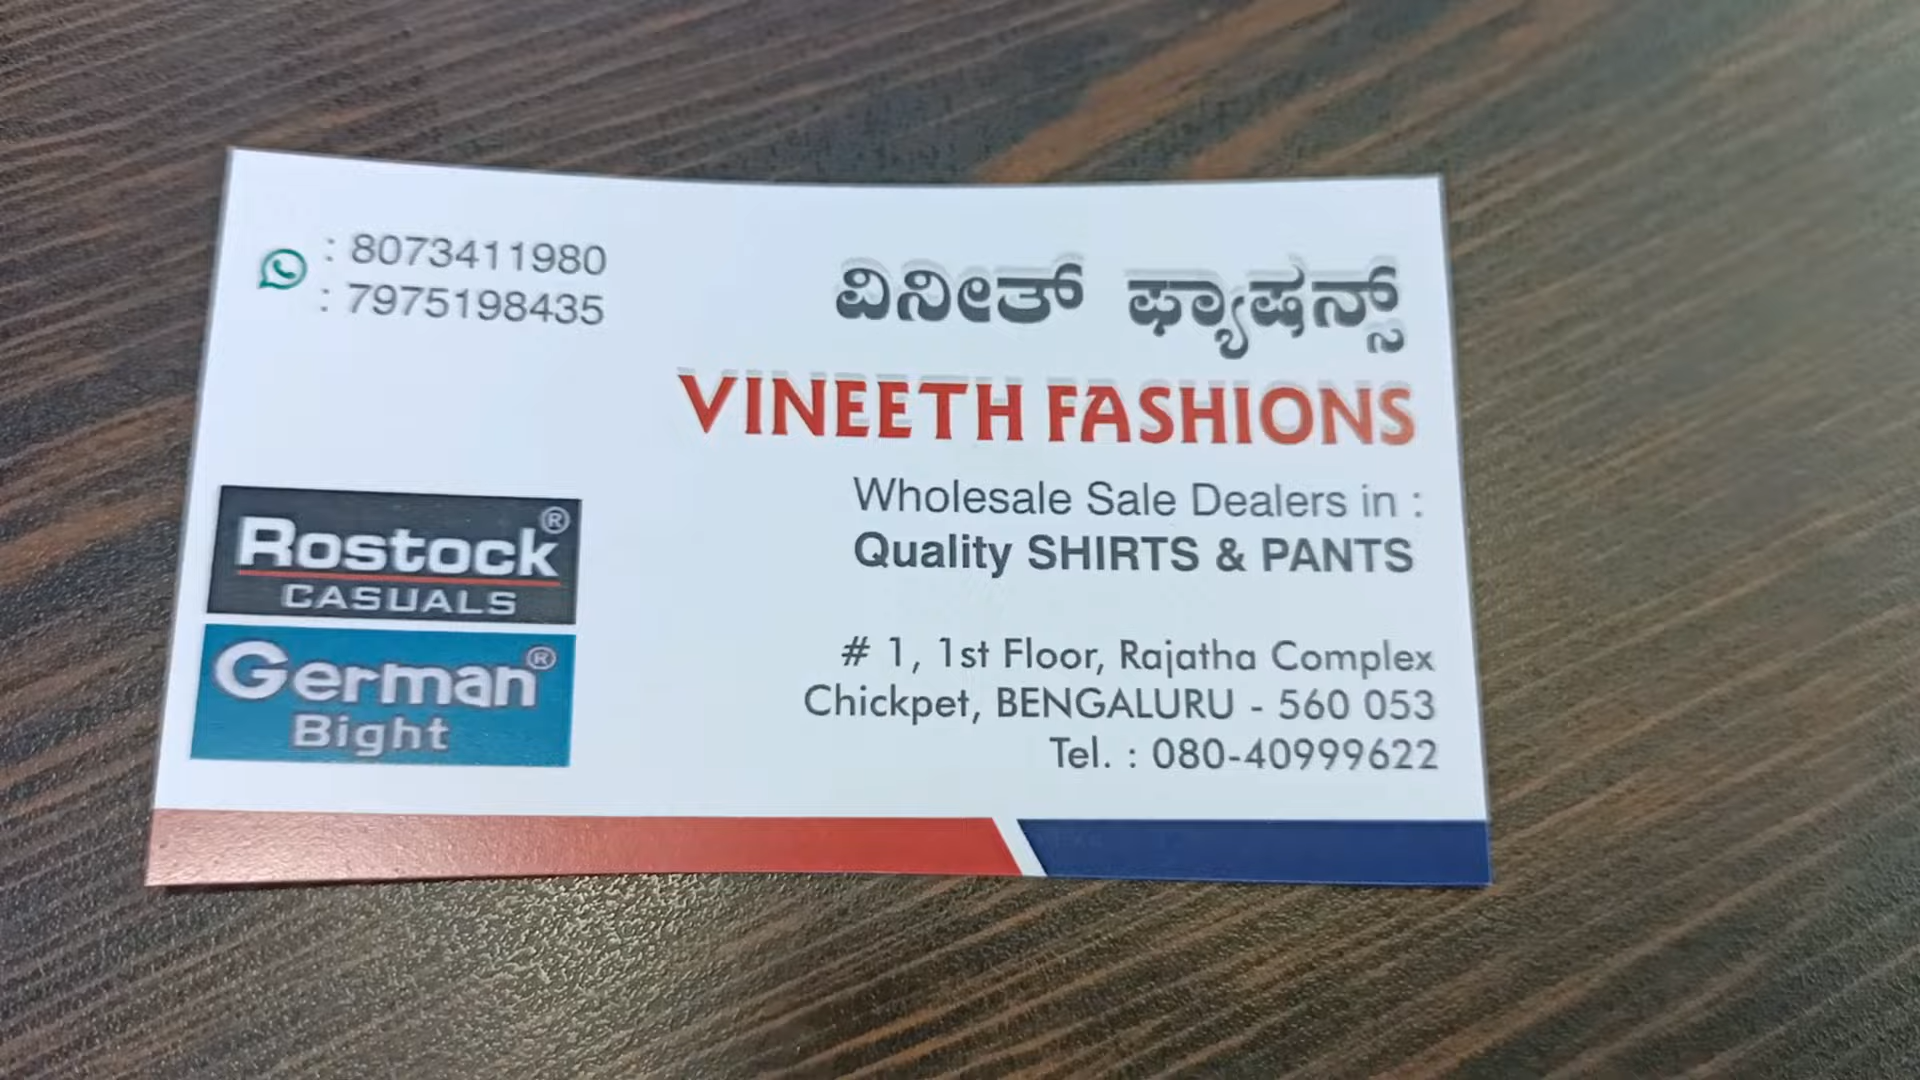 : 8073411980
: 7975198435
ವಿನೀತ್ ಫ್ಯಾಷನ್ಸ್
VINEETH FASHIONS
Wholesale Sale Dealers in :
Quality SHIRTS & PANTS
Rostock®
CASUALS
German®
Bight
# 1, 1st Floor, Rajatha Complex
Chickpet, BENGALURU - 560 053
Tel. : 080-40999622